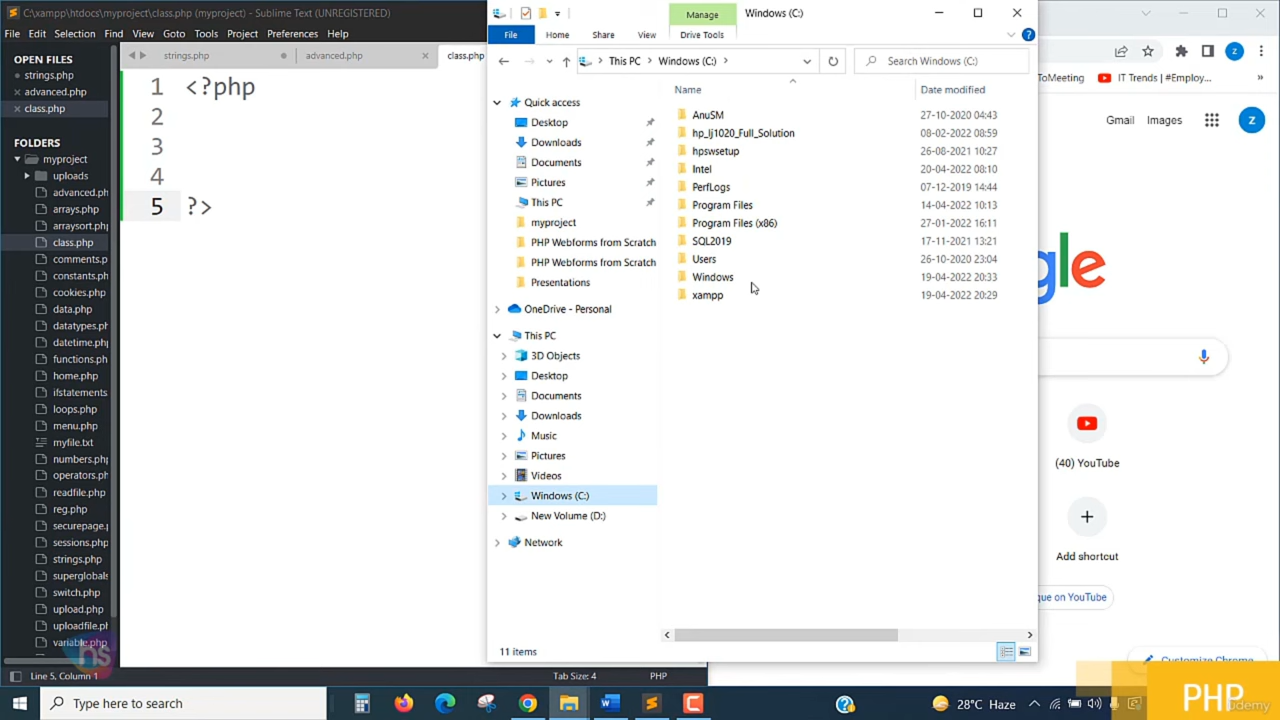 C:\xampp\htdocs\myproject\class.php (myproject) - Sublime Text (UNREGISTERED)
File Edit Selection Find View Goto Tools Project Preferences Help
OPEN FILES
strings.php
× advanced.php
× class.php
FOLDERS
myproject
uploads
advanced.ph
arrays.php
arraysort.ph
class.php
comments.p
constants.ph
cookies.php
data.php
datatypes.ph
datetime.ph
functions.ph
home.php
ifstatements
loops.php
menu.php
myfile.txt
numbers.php
operators.ph
readfile.php
reg.php
securepage.p
sessions.php
strings.php
superglobals
switch.php
upload.php
uploadfile.ph
variable.php
strings.php
advanced.php
class.php
1 <?php
2
3
4
5 ?>
Line 5, Column 1
Tab Size: 4
PHP
Manage
Windows (C:)
File
Home
Share
View
Drive Tools
This PC > Windows (C:) >
Search Windows (C:)
Quick access
Desktop
Downloads
Documents
Pictures
This PC
myproject
PHP Webforms from Scratch
PHP Webforms from Scratch
Presentations
OneDrive - Personal
This PC
3D Objects
Desktop
Documents
Downloads
Music
Pictures
Videos
Windows (C:)
New Volume (D:)
Network
Name Date modified
AnuSM 27-10-2020 04:43
hp_lj1020_Full_Solution 08-02-2022 08:59
hpswsetup 26-08-2021 10:27
Intel 20-04-2022 08:10
PerfLogs 07-12-2019 14:44
Program Files 14-04-2022 10:13
Program Files (x86) 27-01-2022 16:11
SQL2019 17-11-2021 13:21
Users 26-10-2020 23:04
Windows 19-04-2022 20:33
xampp 19-04-2022 20:29
11 items
z
ToMeeting
IT Trends | #Employ...
»
Gmail Images
z
gle
(40) YouTube
Add shortcut
que on YouTube
Customize Chrome
Type here to search
28°C Haze
PHP
udemy
ns